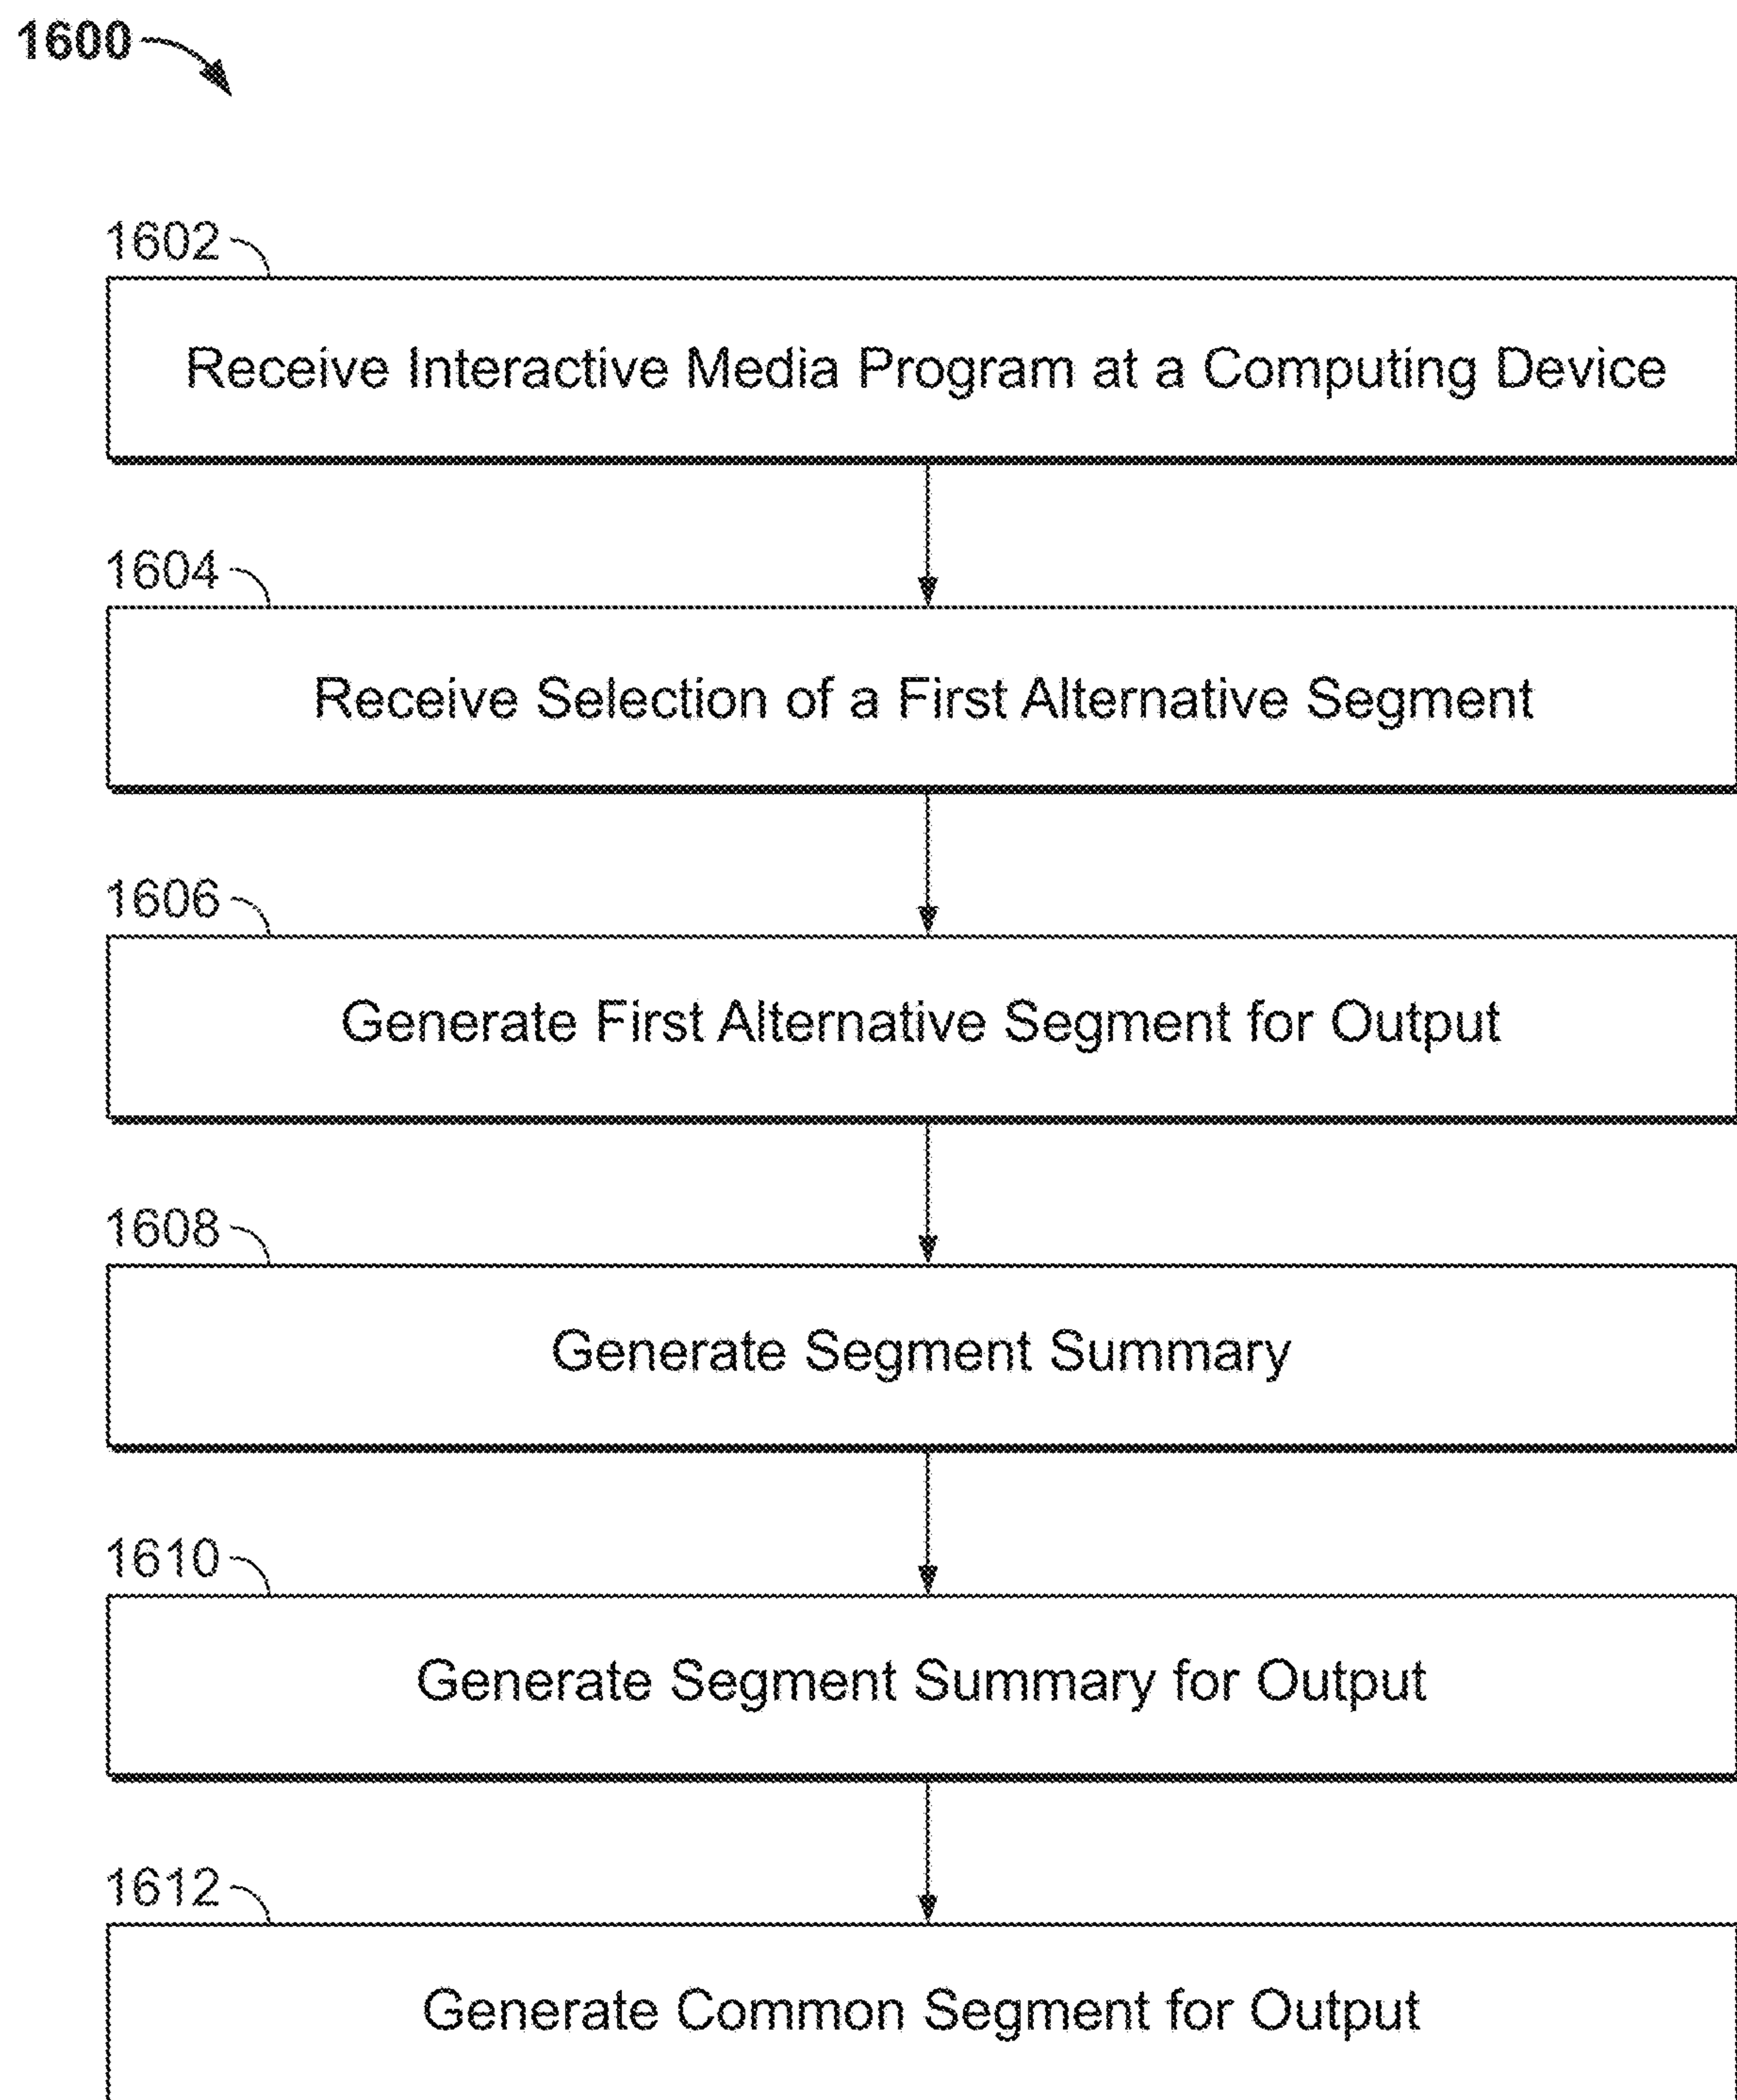 1600
1602
Receive Interactive Media Program at a Computing Device
1604
Receive Selection of a First Alternative Segment
1606
Generate First Alternative Segment for Output
1608
Generate Segment Summary
1610
Generate Segment Summary for Output
1612
Generate Common Segment for Output